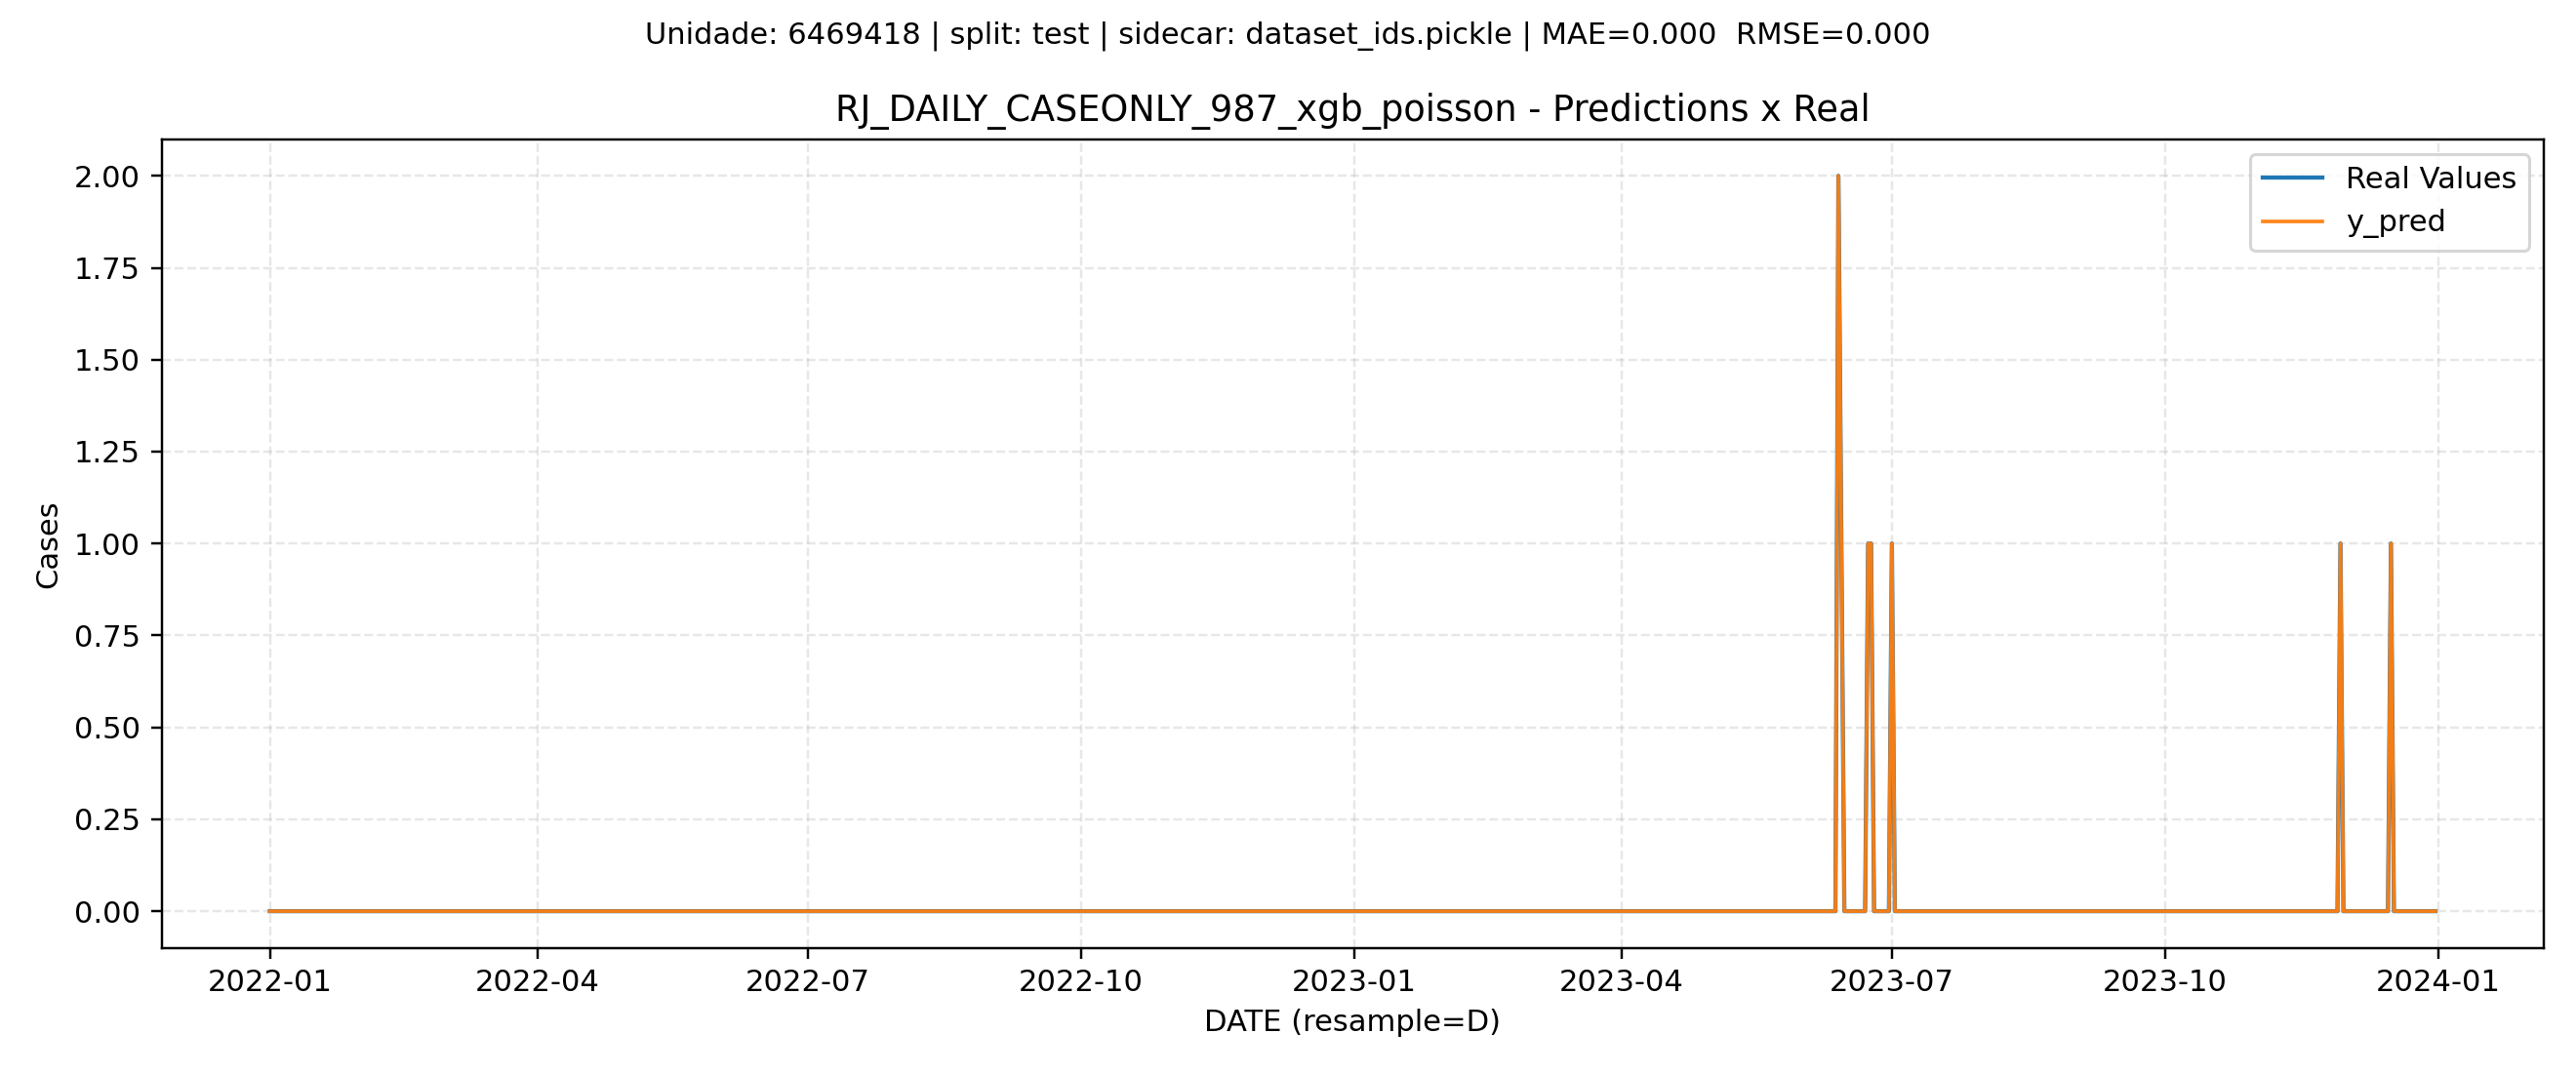 Unidade: 6469418 | split: test | sidecar: dataset_ids.pickle | MAE=0.000  RMSE=0.000
RJ_DAILY_CASEONLY_987_xgb_poisson - Predictions x Real
Real Values
y_pred
2.00
1.75
1.50
1.25
1.00
0.75
0.50
0.25
0.00
Cases
2022-01 2022-04 2022-07 2022-10 2023-01 2023-04 2023-07 2023-10 2024-01
DATE (resample=D)